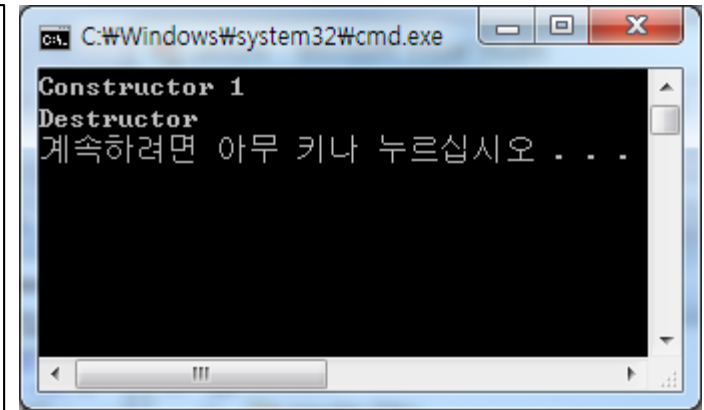 C:₩Windows₩system32₩cmd.exe
Constructor 1
Destructor
계속하려면 아무 키나 누르십시오 . . .